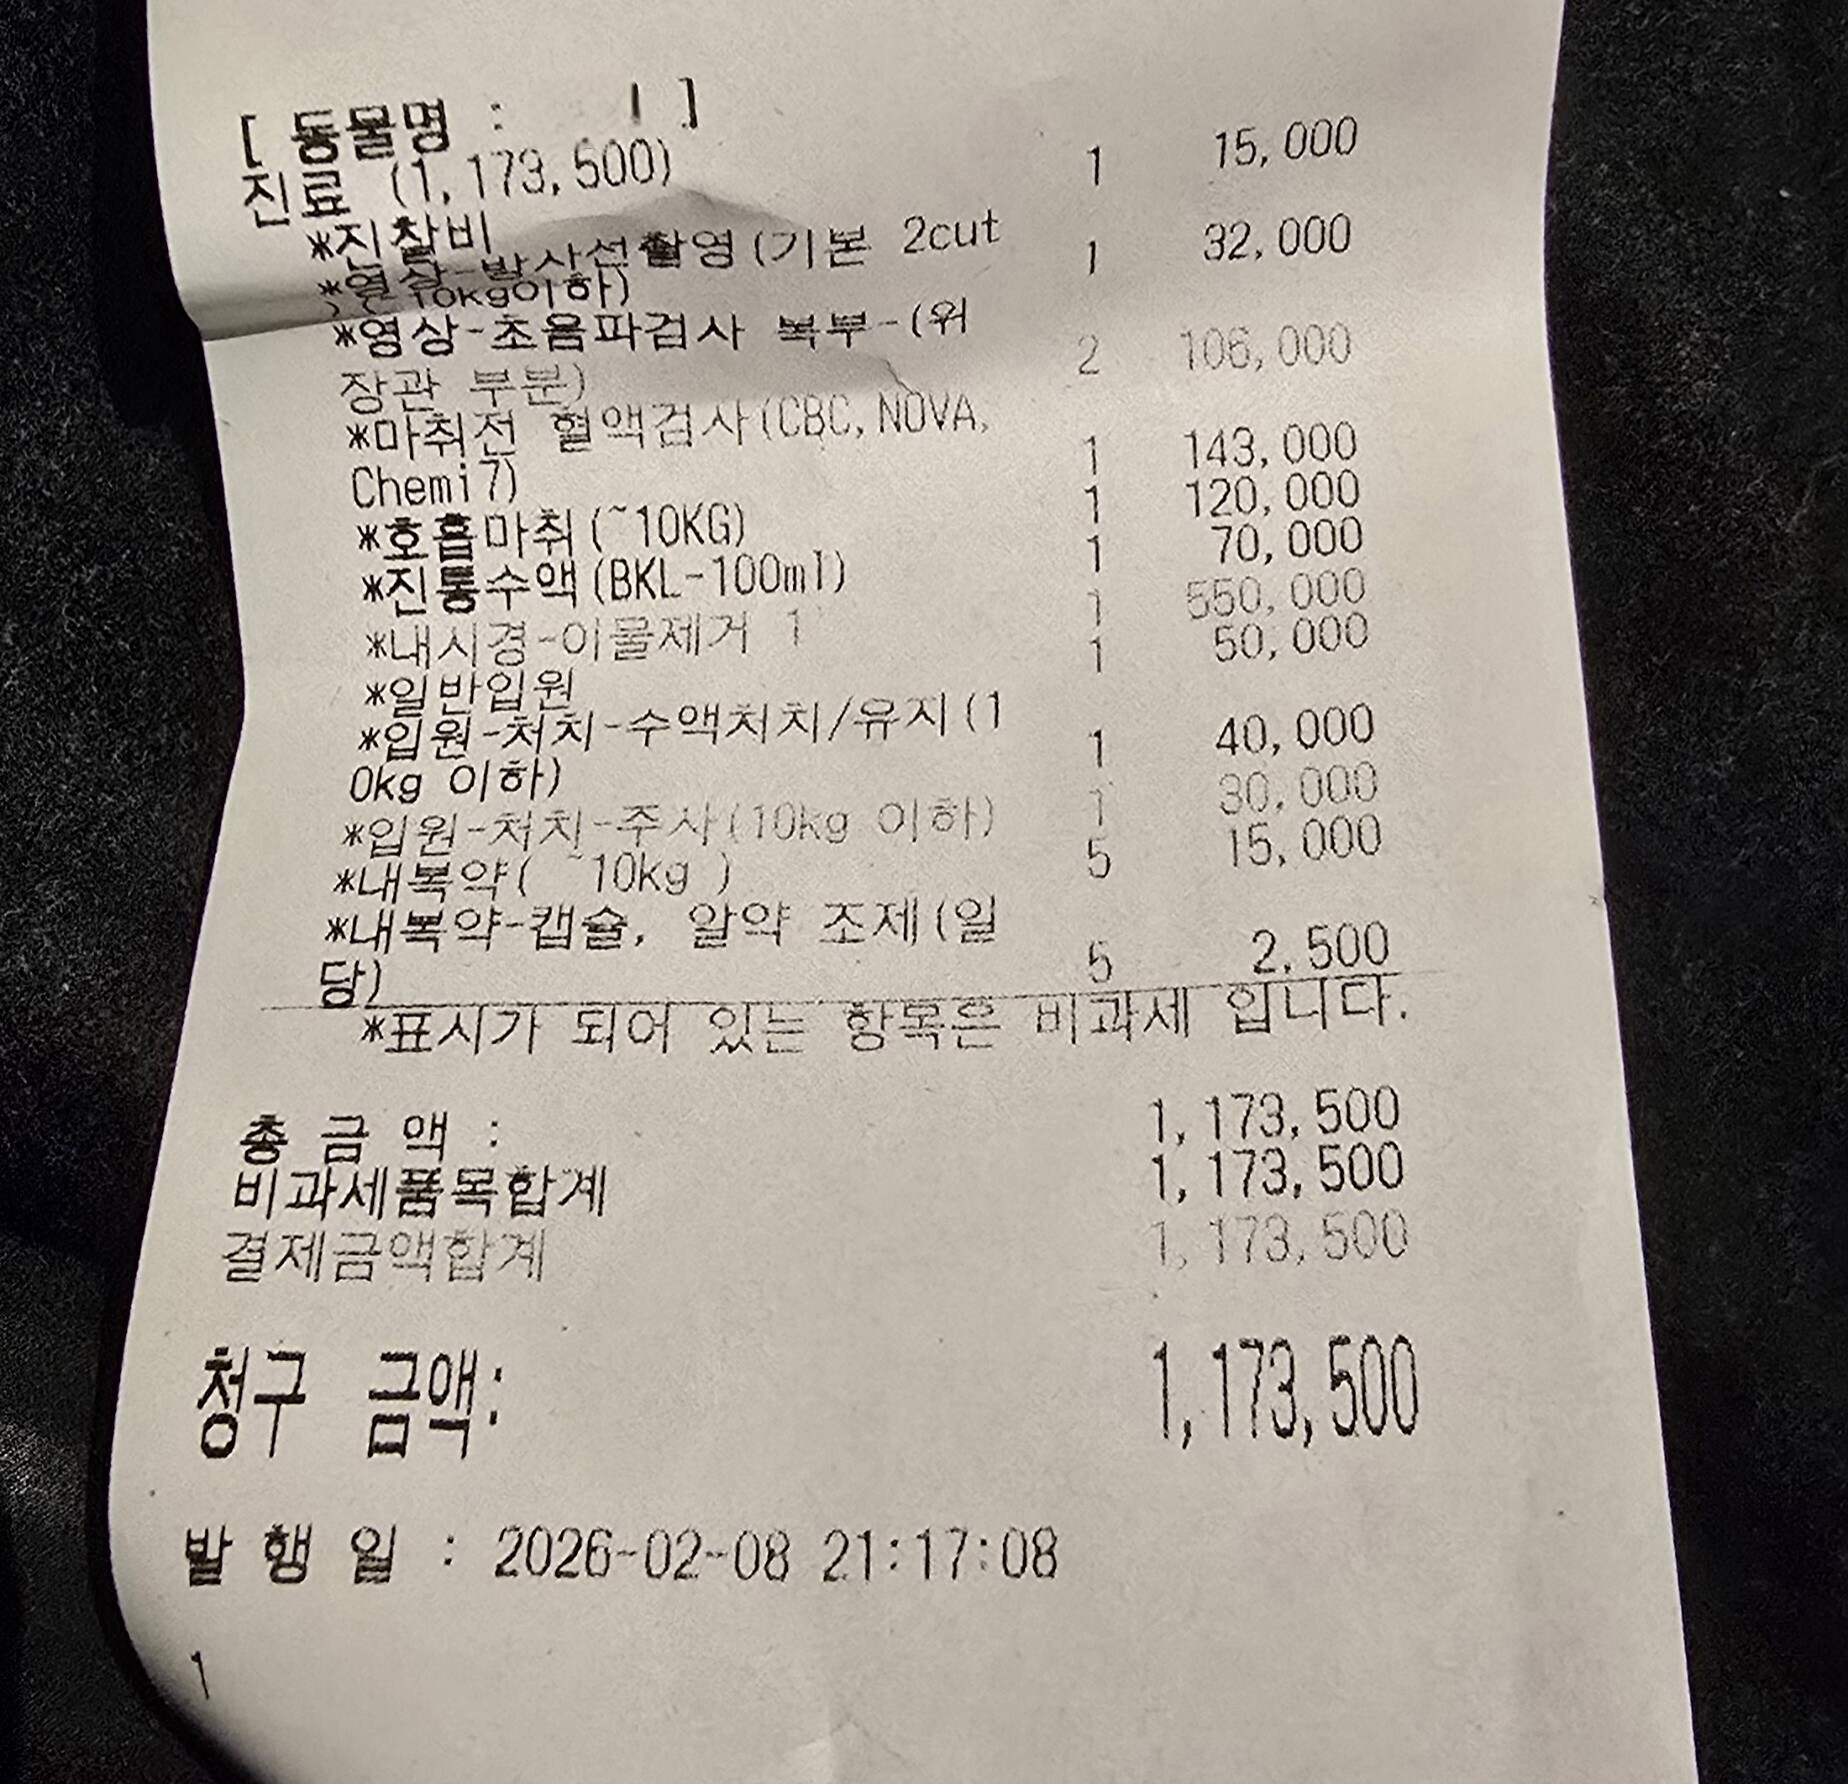 [ 동물명 : ]
진료 (1,173,500)
*진찰비 1 15,000
*영상-방사선촬영(기본 2cut 1 32,000
10kg이하)
*영상-초음파검사 복부-(위
장관 부분) 2 106,000
*마취전 혈액검사(CBC,NOVA,
Chemi7) 1 143,000
*호흡마취(~10KG) 1 120,000
*진통수액(BKL-100ml) 1 70,000
*내시경-이물제거 1 1 550,000
*일반입원 1 50,000
*입원-처치-수액처치/유지(1
0kg 이하) 1 40,000
*입원-처치-주사(10kg 이하) 1 30,000
*내복약( ~10kg ) 5 15,000
*내복약-캡슐, 알약 조제(일
당) 5 2,500
*표시가 되어 있는 항목은 비과세 입니다.
총 금 액 : 1,173,500
비과세품목합계 1,173,500
결제금액합계 1,173,500
청구 금액: 1,173,500
발 행 일 : 2026-02-08 21:17:08
1